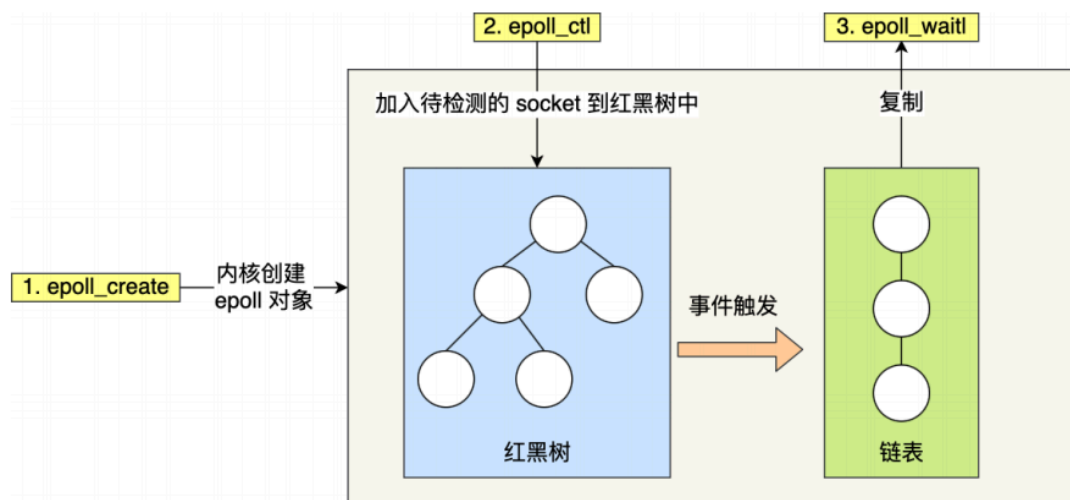 2. epoll_ctl
3. epoll_waitl
加入待检测的 socket 到红黑树中
复制
1. epoll_create
内核创建
epoll 对象
事件触发
红黑树
链表